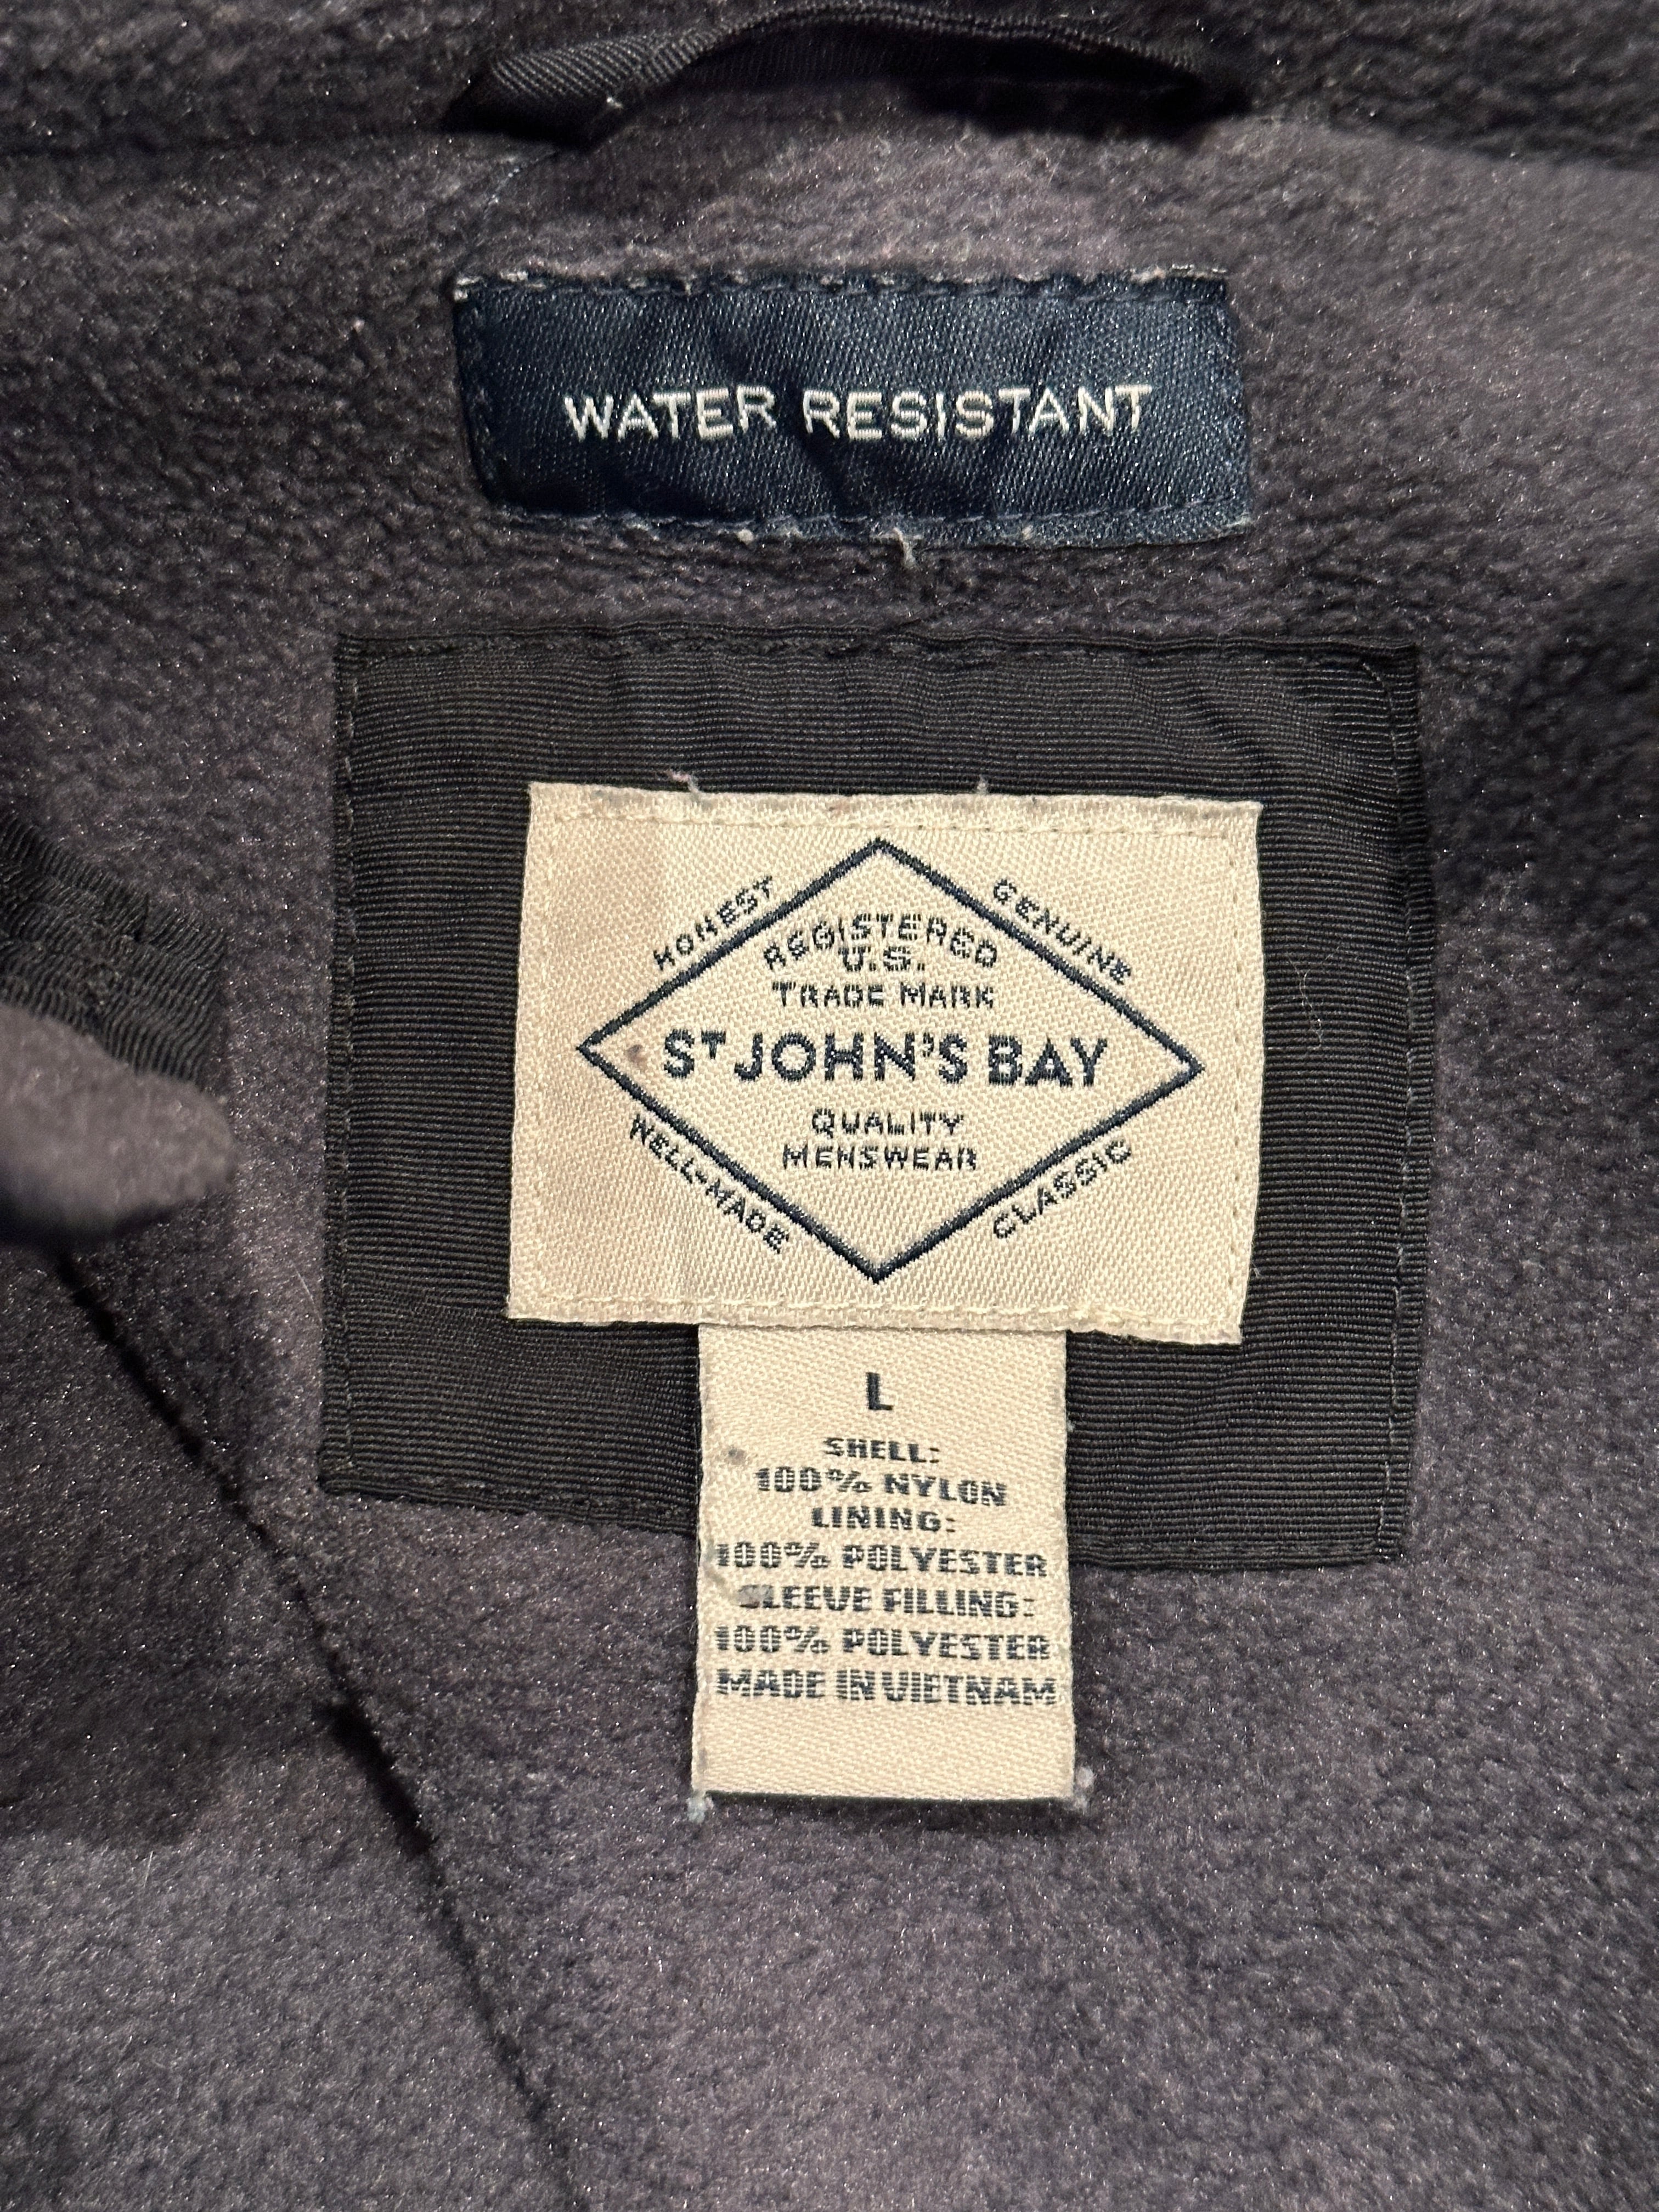 WATER RESISTANT
HONEST
GENUINE
REGISTERED
U.S.
TRADE MARK
ST JOHN'S BAY
QUALITY
MENSWEAR
WELL-MADE
CLASSIC
L
SHELL:
100% NYLON
LINING:
100% POLYESTER
SLEEVE FILLING:
100% POLYESTER
MADE IN VIETNAM